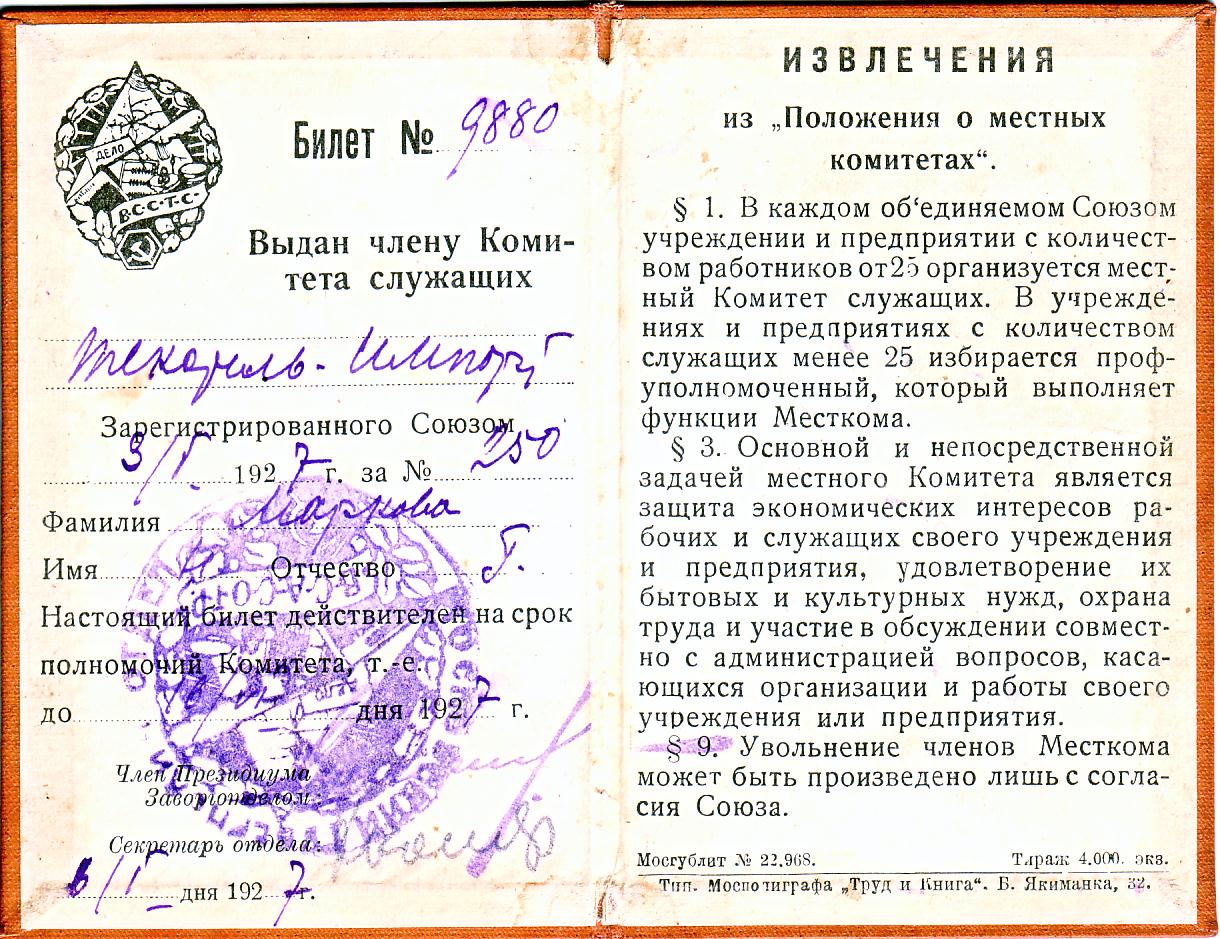 ДЕЛО
В·С·С·Т·С·
Билет № 9880
Выдан члену Коми-
тета служащих
Текстиль-Импорт
Зарегистрированного Союзом
3/I 1927 г. за № 250
Фамилия Маркова
Имя Отчество Г.
Настоящий билет действителен на срок
полномочий Комитета, т.-е.
до дня 1927 г.
Член Президиума
Заворготделом:
Секретарь отдела:
6/I дня 1927 г.
ИЗВЛЕЧЕНИЯ
из „Положения о местных
комитетах“.
§ 1. В каждом об‘единяемом Союзом
учреждении и предприятии с количест-
вом работников от 25 организуется мест-
ный Комитет служащих. В учрежде-
ниях и предприятиях с количеством
служащих менее 25 избирается проф-
уполномоченный, который выполняет
функции Месткома.
§ 3. Основной и непосредственной
задачей местного Комитета является
защита экономических интересов ра-
бочих и служащих своего учреждения
и предприятия, удовлетворение их
бытовых и культурных нужд, охрана
труда и участие в обсуждении совмест-
но с администрацией вопросов, каса-
ющихся организации и работы своего
учреждения или предприятия.
§ 9. Увольнение членов Месткома
может быть произведено лишь с согла-
сия Союза.
Мосгублит № 22.968. Тираж 4.000. экз.
Тип. Мосполиграфа „Труд и Книга“. Б. Якиманка, 32.